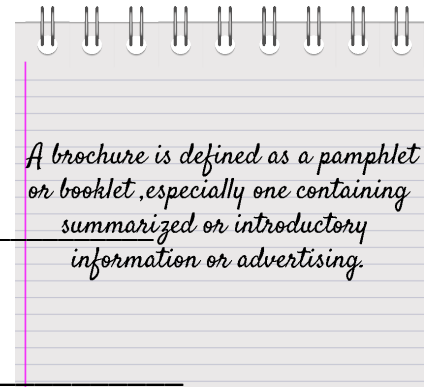 A brochure is defined as a pamphlet
or booklet ,especially one containing
summarized or introductory
information or advertising.